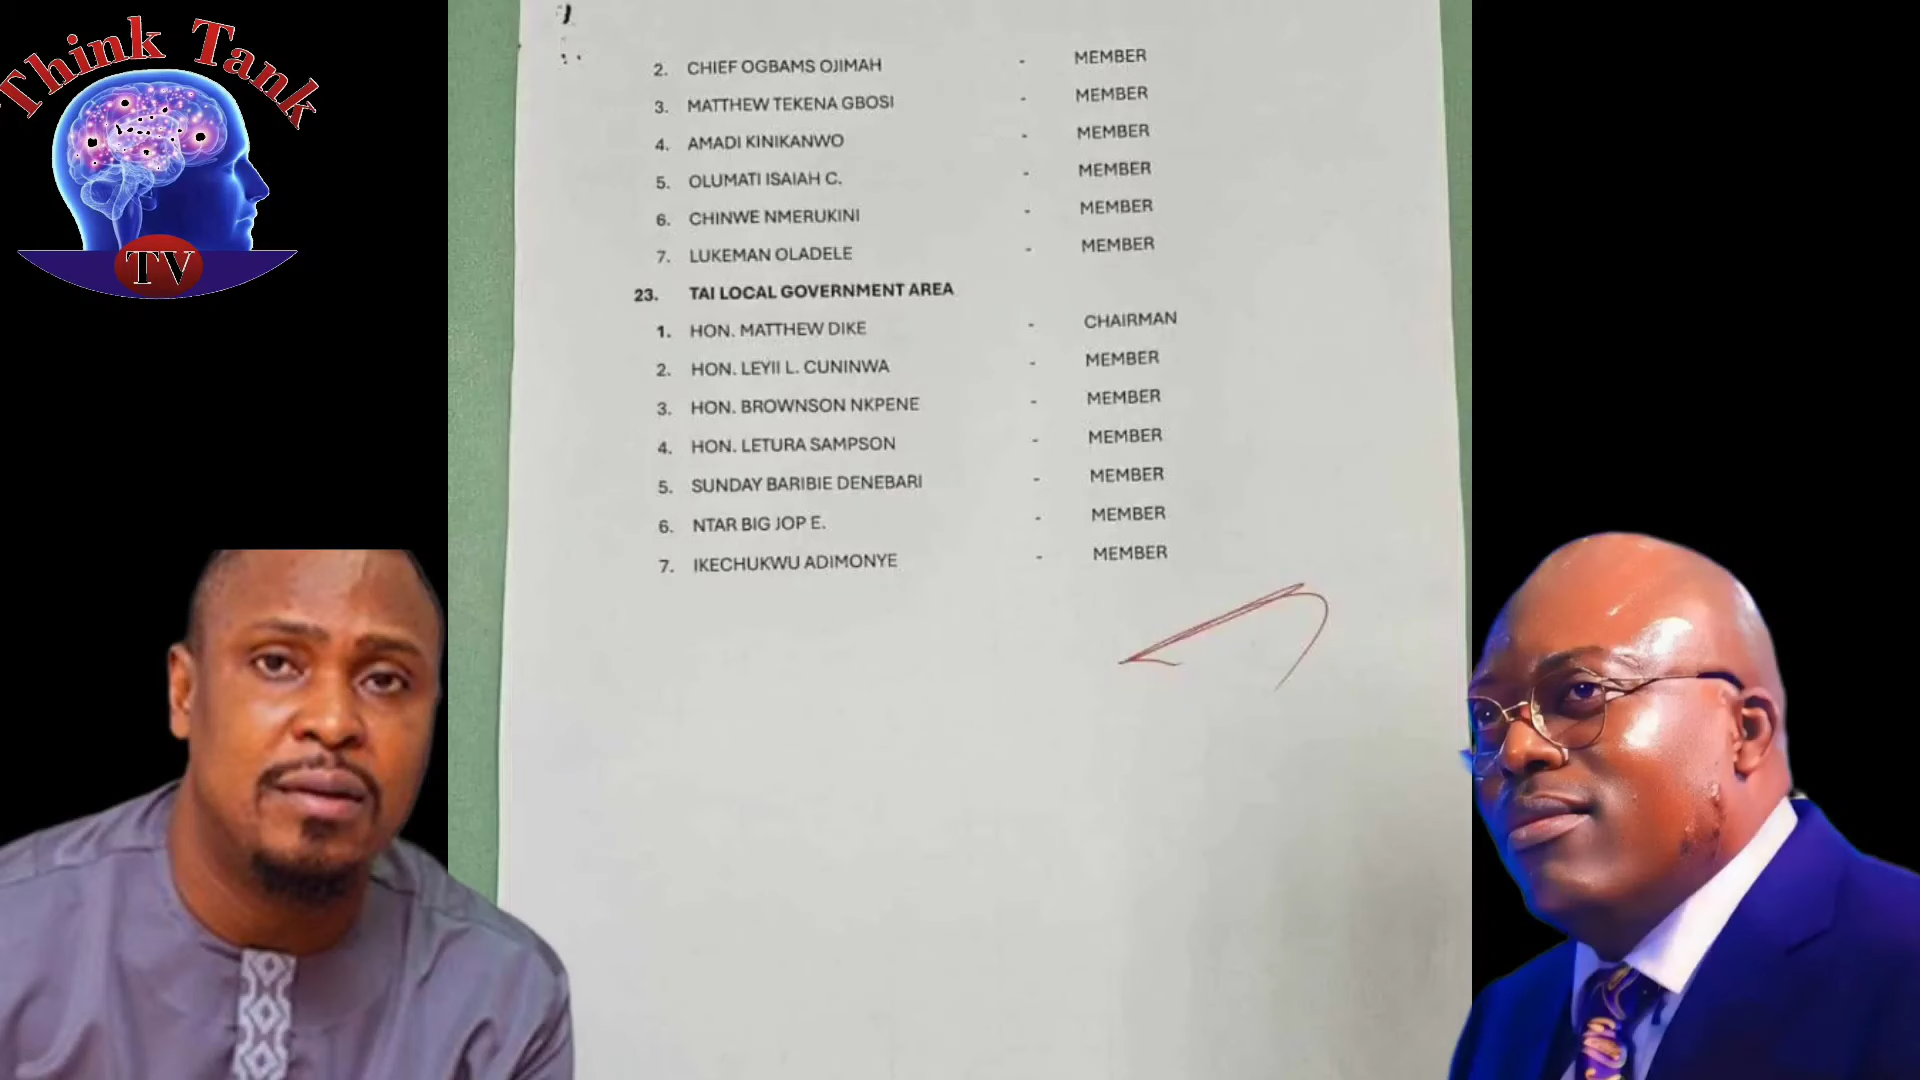 Think Tank
TV
2. CHIEF OGBAMS OJIMAH - MEMBER
3. MATTHEW TEKENA GBOSI - MEMBER
4. AMADI KINIKANWO - MEMBER
5. OLUMATI ISAIAH C. - MEMBER
6. CHINWE NMERUKINI - MEMBER
7. LUKEMAN OLADELE - MEMBER
23. TAI LOCAL GOVERNMENT AREA
1. HON. MATTHEW DIKE - CHAIRMAN
2. HON. LEYII L. CUNINWA - MEMBER
3. HON. BROWNSON NKPENE - MEMBER
4. HON. LETURA SAMPSON - MEMBER
5. SUNDAY BARIBIE DENEBARI - MEMBER
6. NTAR BIG JOP E. - MEMBER
7. IKECHUKWU ADIMONYE - MEMBER